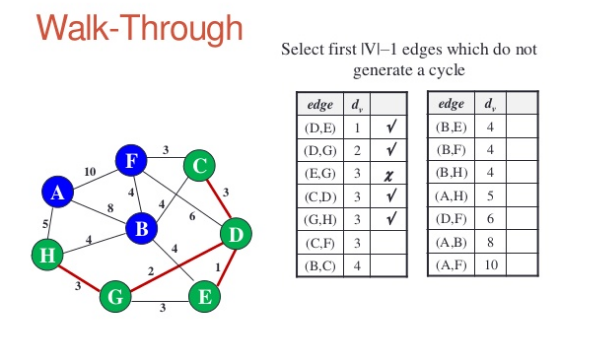 Walk-Through
Select first |V|–1 edges which do not
generate a cycle
edge dv
(D,E) 1 √
(D,G) 2 √
(E,G) 3 χ
(C,D) 3 √
(G,H) 3 √
(C,F) 3
(B,C) 4
edge dv
(B,E) 4
(B,F) 4
(B,H) 4
(A,H) 5
(D,F) 6
(A,B) 8
(A,F) 10
3
F
C
10
A
4
3
8
4
6
5
B
D
4
4
H
2
1
3
G
3
E